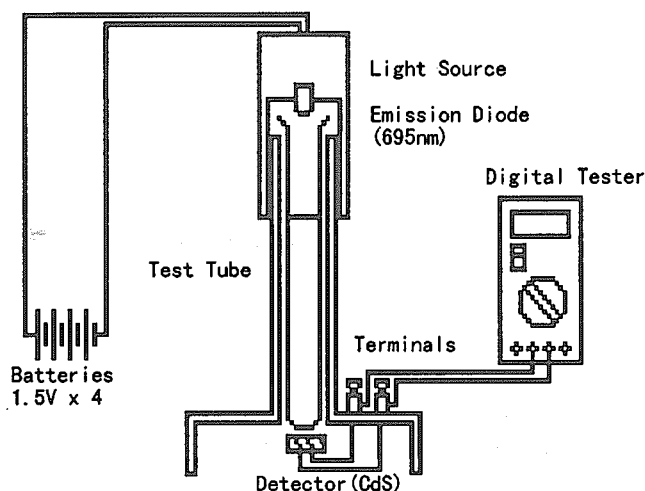 Light Source
Emission Diode
(695nm)
Digital Tester
Test Tube
Terminals
Batteries
1.5V x 4
Detector(CdS)